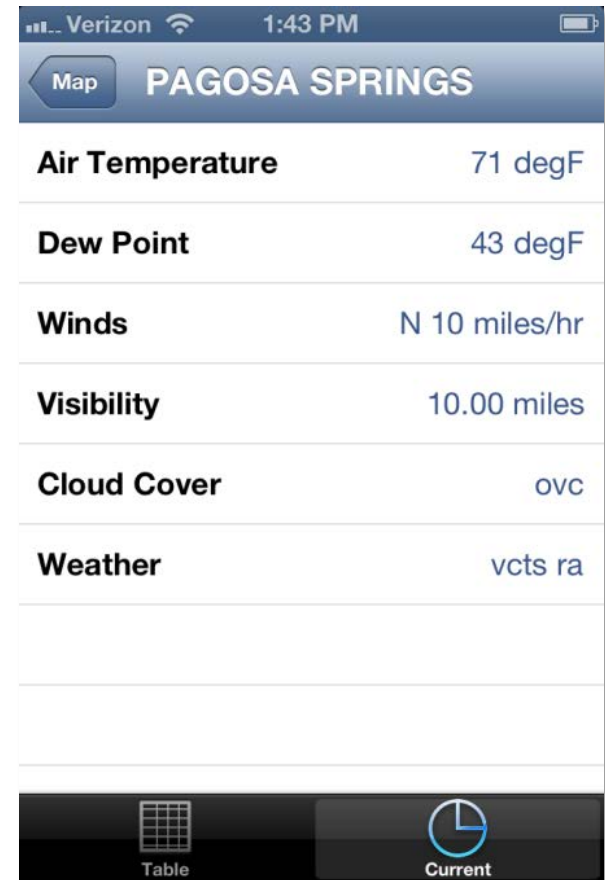 Verizon 1:43 PM
Map PAGOSA SPRINGS
Air Temperature 71 degF
Dew Point 43 degF
Winds N 10 miles/hr
Visibility 10.00 miles
Cloud Cover ovc
Weather vcts ra
Table Current